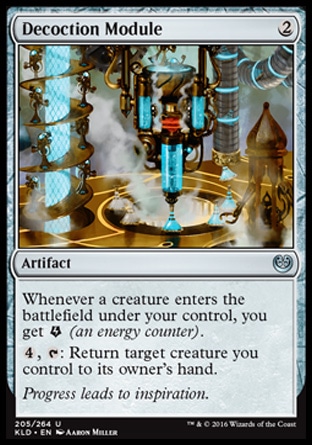 Decoction Module 2
Artifact
Whenever a creature enters the
battlefield under your control, you
get (an energy counter).
4, : Return target creature you
control to its owner's hand.
Progress leads to inspiration.
205/264 U
KLD • EN Aaron Miller
™ & © 2016 Wizards of the Coast